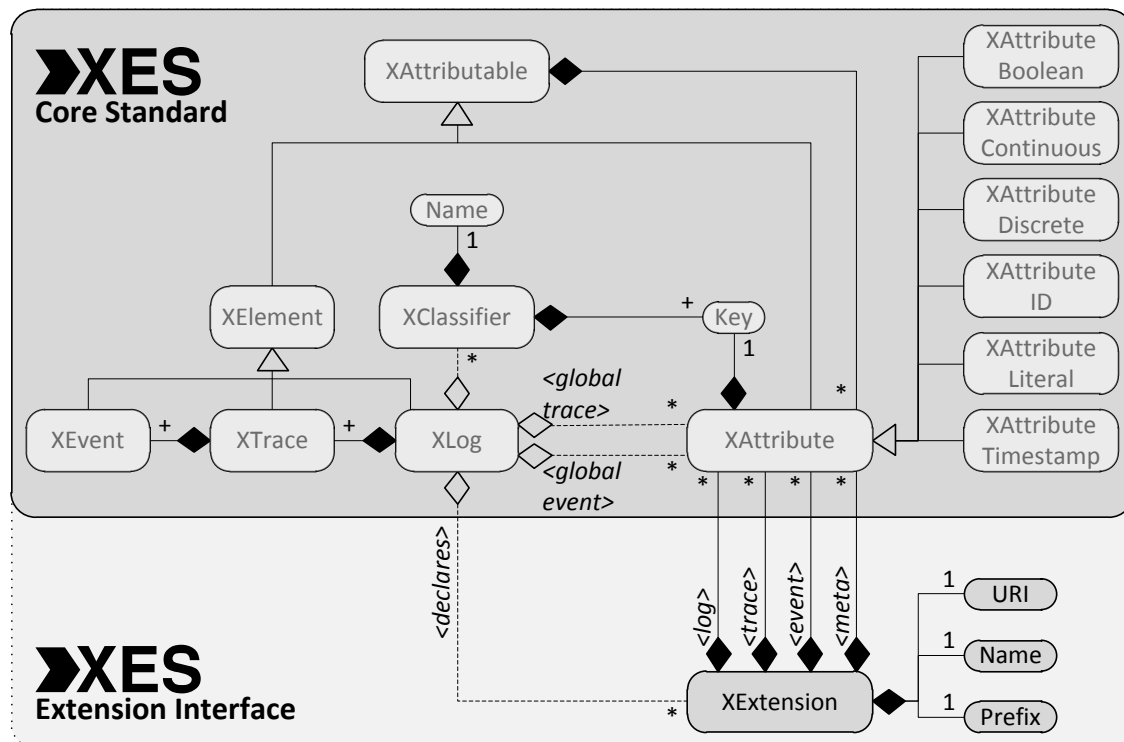 XES
Core Standard
XAttributable
XAttribute
Boolean
XAttribute
Continuous
XAttribute
Discrete
XAttribute
ID
XAttribute
Literal
XAttribute
Timestamp
Name
1
XElement
XClassifier
+
Key
1
*
*
<global
trace>
*
XEvent
+
XTrace
+
XLog
XAttribute
*
<global
event>
*
*
*
*
<declares>
<log>
<trace>
<event>
<meta>
1
URI
1
Name
1
Prefix
XES
Extension Interface
XExtension
*